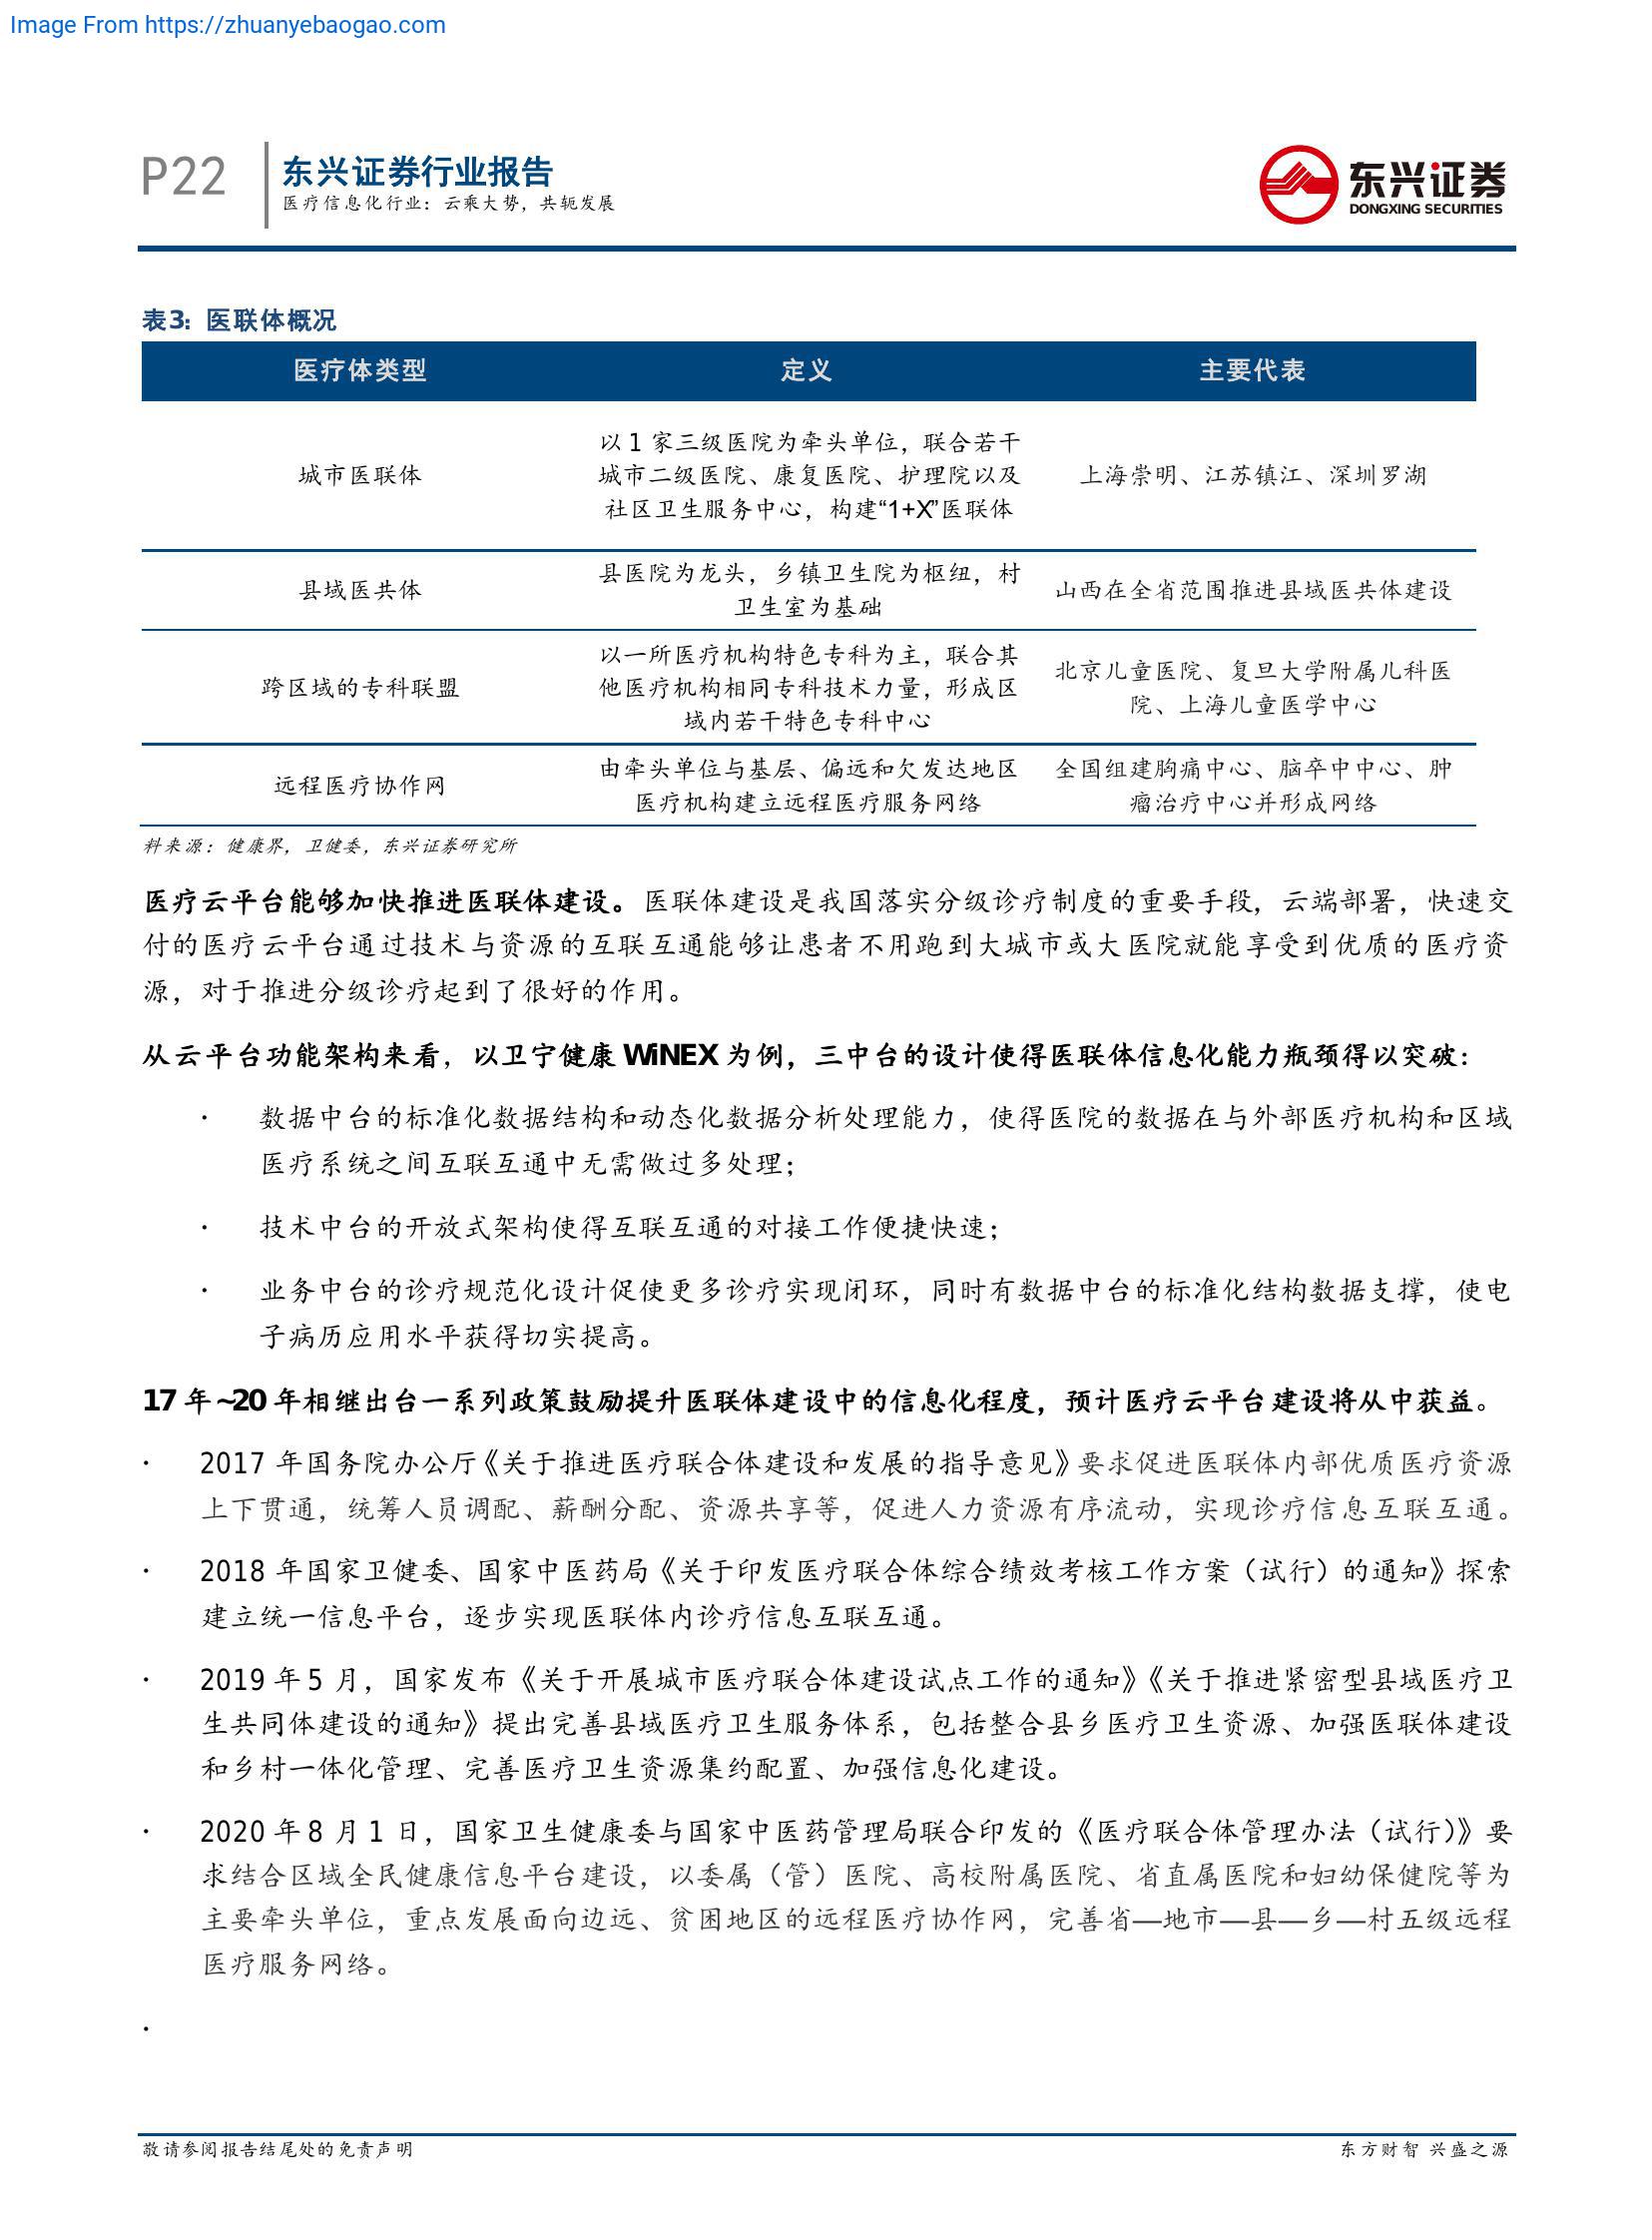 Image From https://zhuanyebaogao.com
P22
东兴证券行业报告
医疗信息化行业：云乘大势，共轭发展
东兴证券
DONGXING SECURITIES
表3：医联体概况
医疗体类型 定义 主要代表
城市医联体
以 1 家三级医院为牵头单位，联合若干
城市二级医院、康复医院、护理院以及
社区卫生服务中心，构建“1+X”医联体
上海崇明、江苏镇江、深圳罗湖
县域医共体
县医院为龙头，乡镇卫生院为枢纽，村
卫生室为基础
山西在全省范围推进县域医共体建设
跨区域的专科联盟
以一所医疗机构特色专科为主，联合其
他医疗机构相同专科技术力量，形成区
域内若干特色专科中心
北京儿童医院、复旦大学附属儿科医
院、上海儿童医学中心
远程医疗协作网
由牵头单位与基层、偏远和欠发达地区
医疗机构建立远程医疗服务网络
全国组建胸痛中心、脑卒中中心、肿
瘤治疗中心并形成网络
料来源：健康界，卫健委，东兴证券研究所
医疗云平台能够加快推进医联体建设。医联体建设是我国落实分级诊疗制度的重要手段，云端部署，快速交
付的医疗云平台通过技术与资源的互联互通能够让患者不用跑到大城市或大医院就能享受到优质的医疗资
源，对于推进分级诊疗起到了很好的作用。
从云平台功能架构来看，以卫宁健康 WiNEX 为例，三中台的设计使得医联体信息化能力瓶颈得以突破：
· 数据中台的标准化数据结构和动态化数据分析处理能力，使得医院的数据在与外部医疗机构和区域
医疗系统之间互联互通中无需做过多处理；
· 技术中台的开放式架构使得互联互通的对接工作便捷快速；
· 业务中台的诊疗规范化设计促使更多诊疗实现闭环，同时有数据中台的标准化结构数据支撑，使电
子病历应用水平获得切实提高。
17 年~20 年相继出台一系列政策鼓励提升医联体建设中的信息化程度，预计医疗云平台建设将从中获益。
· 2017 年国务院办公厅《关于推进医疗联合体建设和发展的指导意见》要求促进医联体内部优质医疗资源
上下贯通，统筹人员调配、薪酬分配、资源共享等，促进人力资源有序流动，实现诊疗信息互联互通。
· 2018 年国家卫健委、国家中医药局《关于印发医疗联合体综合绩效考核工作方案（试行）的通知》探索
建立统一信息平台，逐步实现医联体内诊疗信息互联互通。
· 2019 年 5 月，国家发布《关于开展城市医疗联合体建设试点工作的通知》《关于推进紧密型县域医疗卫
生共同体建设的通知》提出完善县域医疗卫生服务体系，包括整合县乡医疗卫生资源、加强医联体建设
和乡村一体化管理、完善医疗卫生资源集约配置、加强信息化建设。
· 2020 年 8 月 1 日，国家卫生健康委与国家中医药管理局联合印发的《医疗联合体管理办法（试行）》要
求结合区域全民健康信息平台建设，以委属（管）医院、高校附属医院、省直属医院和妇幼保健院等为
主要牵头单位，重点发展面向边远、贫困地区的远程医疗协作网，完善省—地市—县—乡—村五级远程
医疗服务网络。
·
敬请参阅报告结尾处的免责声明
东方财智 兴盛之源